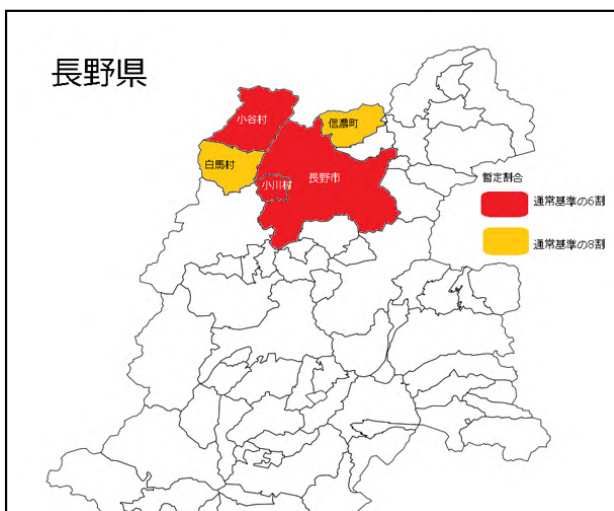 長野県
小谷村
信濃町
白馬村
長野市
小川村
暫定割合
通常基準の6割
通常基準の8割